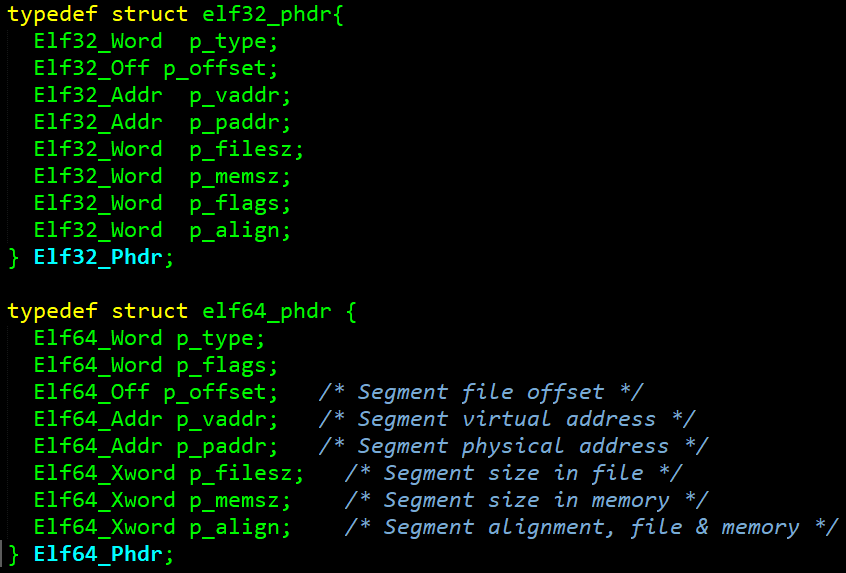 typedef struct elf32_phdr{
  Elf32_Word  p_type;
  Elf32_Off p_offset;
  Elf32_Addr  p_vaddr;
  Elf32_Addr  p_paddr;
  Elf32_Word  p_filesz;
  Elf32_Word  p_memsz;
  Elf32_Word  p_flags;
  Elf32_Word  p_align;
} Elf32_Phdr;

typedef struct elf64_phdr {
  Elf64_Word p_type;
  Elf64_Word p_flags;
  Elf64_Off p_offset;   /* Segment file offset */
  Elf64_Addr p_vaddr;   /* Segment virtual address */
  Elf64_Addr p_paddr;   /* Segment physical address */
  Elf64_Xword p_filesz;   /* Segment size in file */
  Elf64_Xword p_memsz;    /* Segment size in memory */
  Elf64_Xword p_align;    /* Segment alignment, file & memory */
} Elf64_Phdr;